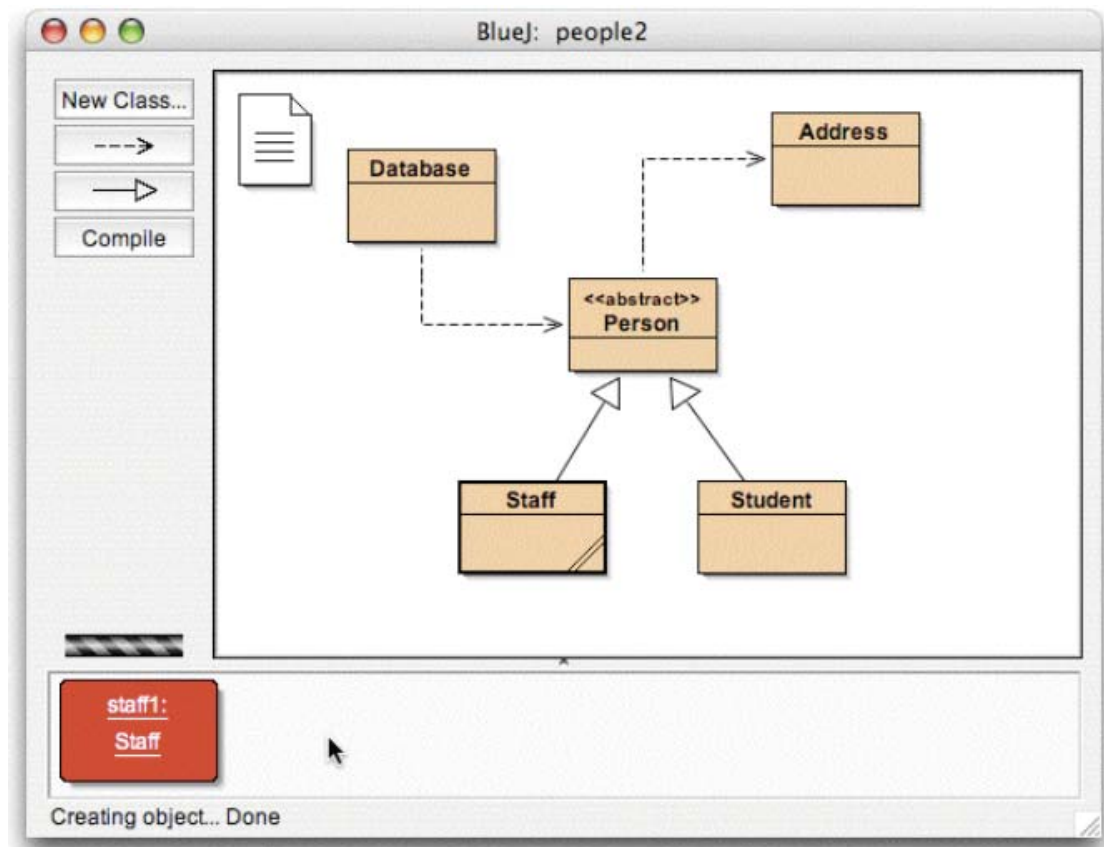 BlueJ: people2
New Class...
Compile
Database
Address
<<abstract>>
Person
Staff
Student
staff1:
Staff
Creating object... Done